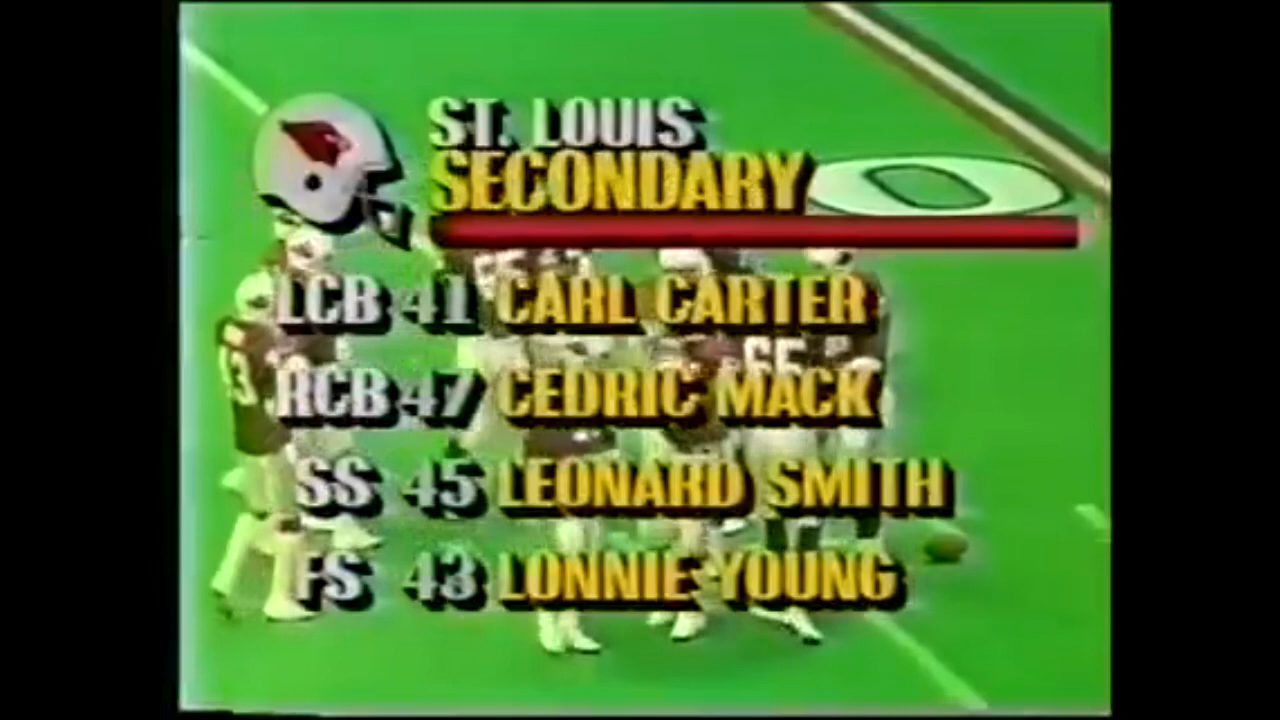 ST. LOUIS
SECONDARY
LCB 41 CARL CARTER
65
RCB 47 CEDRIC MACK
SS 45 LEONARD SMITH
FS 43 LONNIE YOUNG